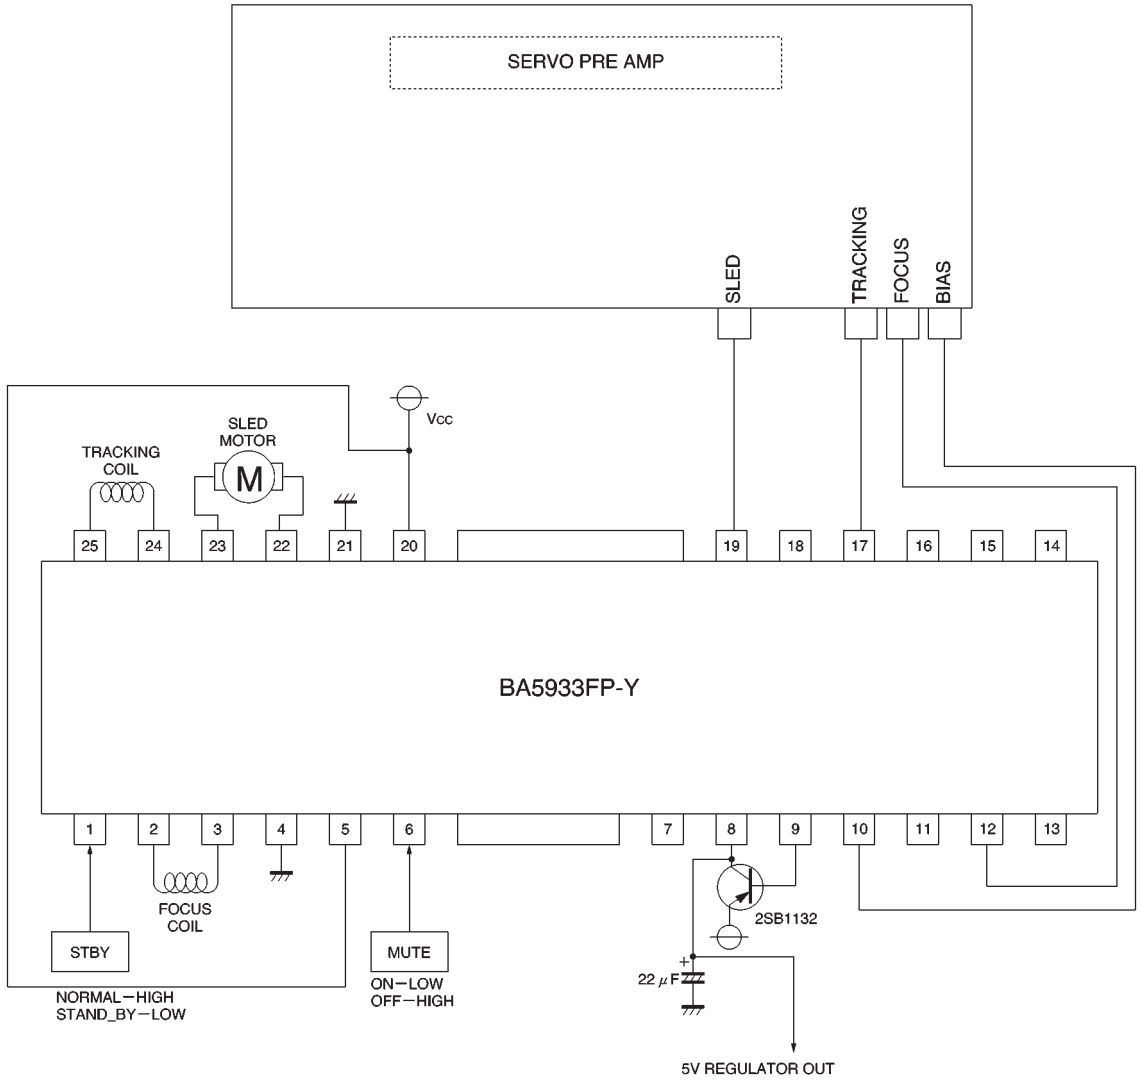 SERVO PRE AMP
SLED
TRACKING
FOCUS
BIAS
Vcc
SLED
MOTOR
M
TRACKING
COIL
25 24 23 22 21 20 19 18 17 16 15 14
BA5933FP-Y
1 2 3 4 5 6 7 8 9 10 11 12 13
FOCUS
COIL
2SB1132
STBY
MUTE
NORMAL—HIGH
STAND_BY—LOW
ON—LOW
OFF—HIGH
+
22 μF
5V REGULATOR OUT